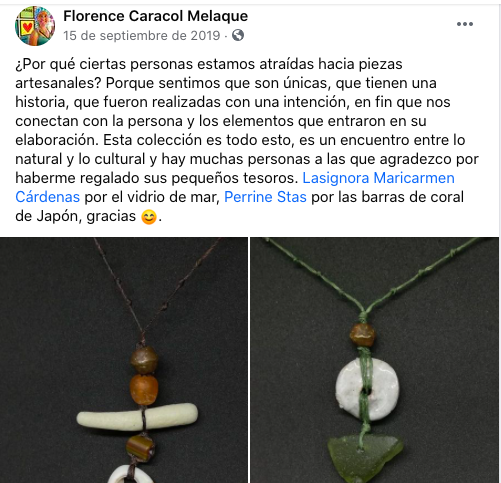 Florence Caracol Melaque
15 de septiembre de 2019 ·
¿Por qué ciertas personas estamos atraídas hacia piezas
artesanales? Porque sentimos que son únicas, que tienen una
historia, que fueron realizadas con una intención, en fin que nos
conectan con la persona y los elementos que entraron en su
elaboración. Esta colección es todo esto, es un encuentro entre lo
natural y lo cultural y hay muchas personas a las que agradezco por
haberme regalado sus pequeños tesoros. Lasignora Maricarmen
Cárdenas por el vidrio de mar, Perrine Stas por las barras de coral
de Japón, gracias 😊.